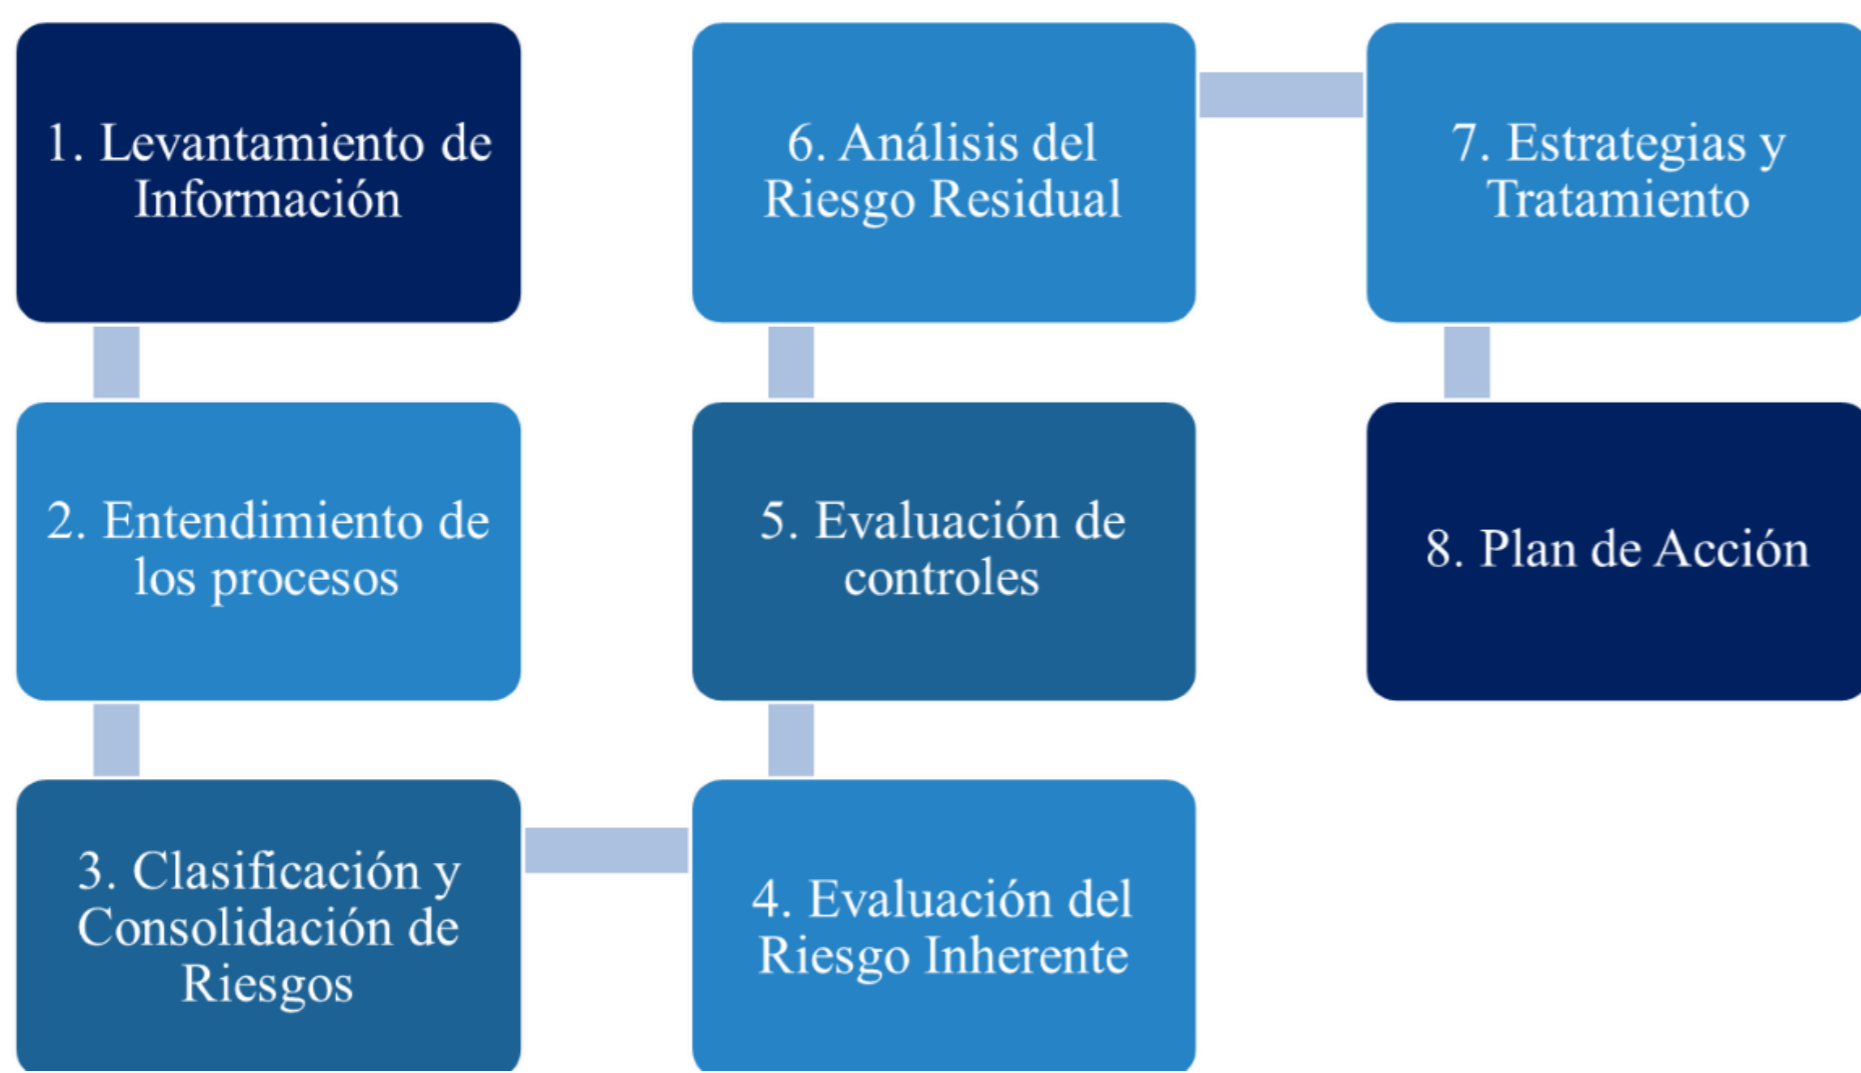 1. Levantamiento de
Información
2. Entendimiento de
los procesos
3. Clasificación y
Consolidación de
Riesgos
4. Evaluación del
Riesgo Inherente
5. Evaluación de
controles
6. Análisis del
Riesgo Residual
7. Estrategias y
Tratamiento
8. Plan de Acción